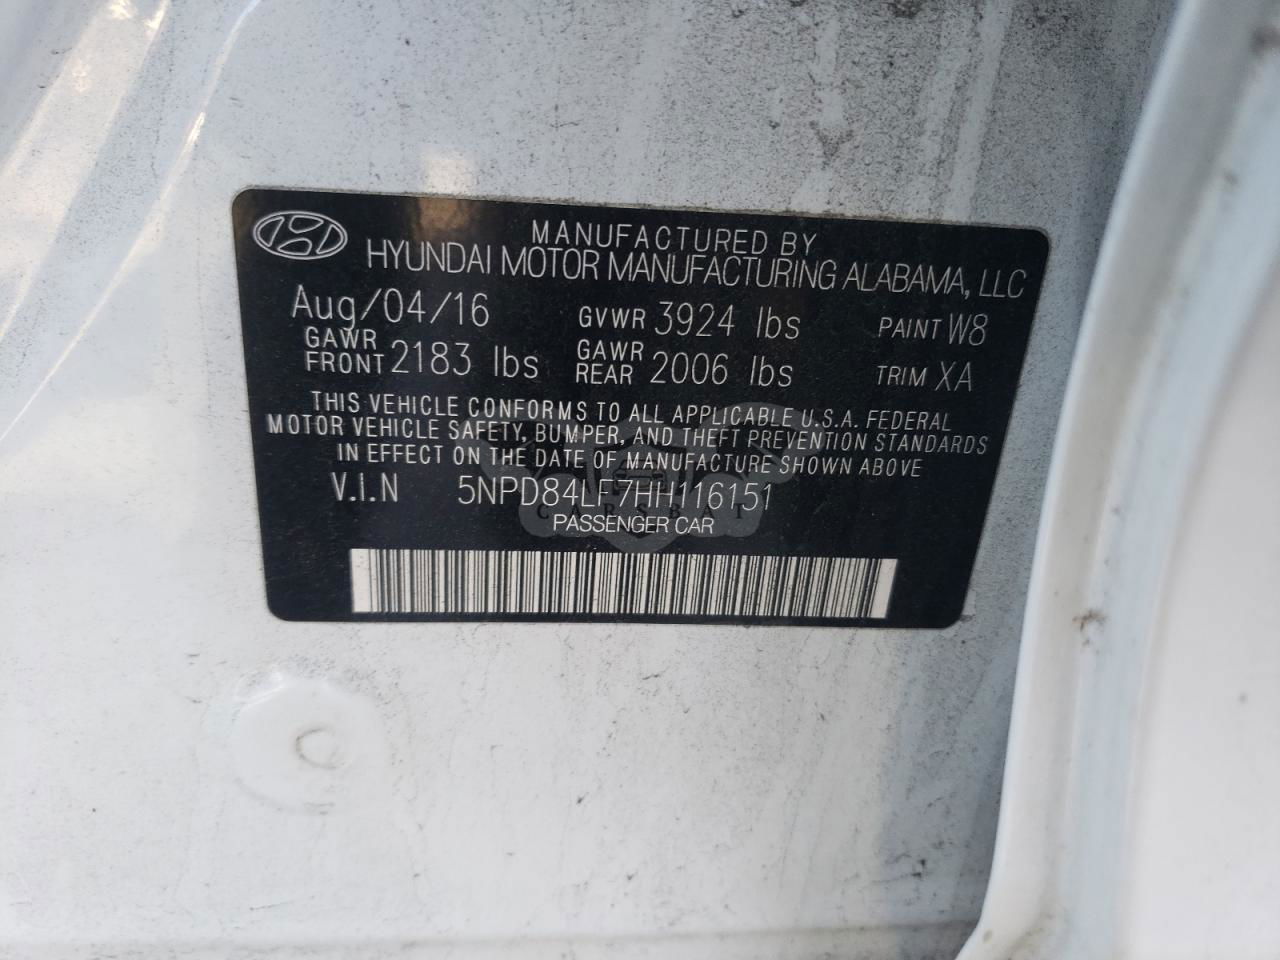 MANUFACTURED BY
HYUNDAI MOTOR MANUFACTURING ALABAMA, LLC
Aug/04/16 GVWR 3924 lbs PAINT W8
GAWR FRONT 2183 lbs GAWR REAR 2006 lbs TRIM XA
THIS VEHICLE CONFORMS TO ALL APPLICABLE U.S.A. FEDERAL
MOTOR VEHICLE SAFETY, BUMPER, AND THEFT PREVENTION STANDARDS
IN EFFECT ON THE DATE OF MANUFACTURE SHOWN ABOVE
V.I.N 5NPD84LF7HH116151
CARSBAT
PASSENGER CAR